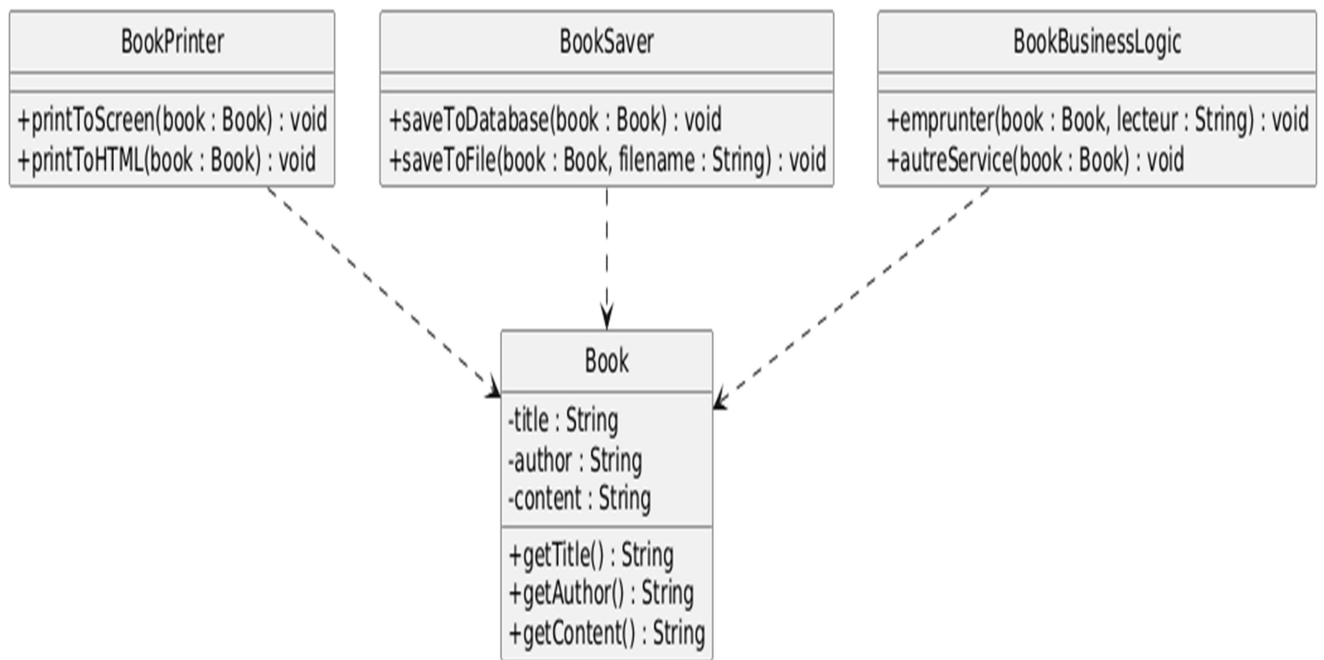 BookPrinter
+printToScreen(book : Book) : void
+printToHTML(book : Book) : void
BookSaver
+saveToDatabase(book : Book) : void
+saveToFile(book : Book, filename : String) : void
BookBusinessLogic
+emprunter(book : Book, lecteur : String) : void
+autreService(book : Book) : void
Book
-title : String
-author : String
-content : String
+getTitle() : String
+getAuthor() : String
+getContent() : String